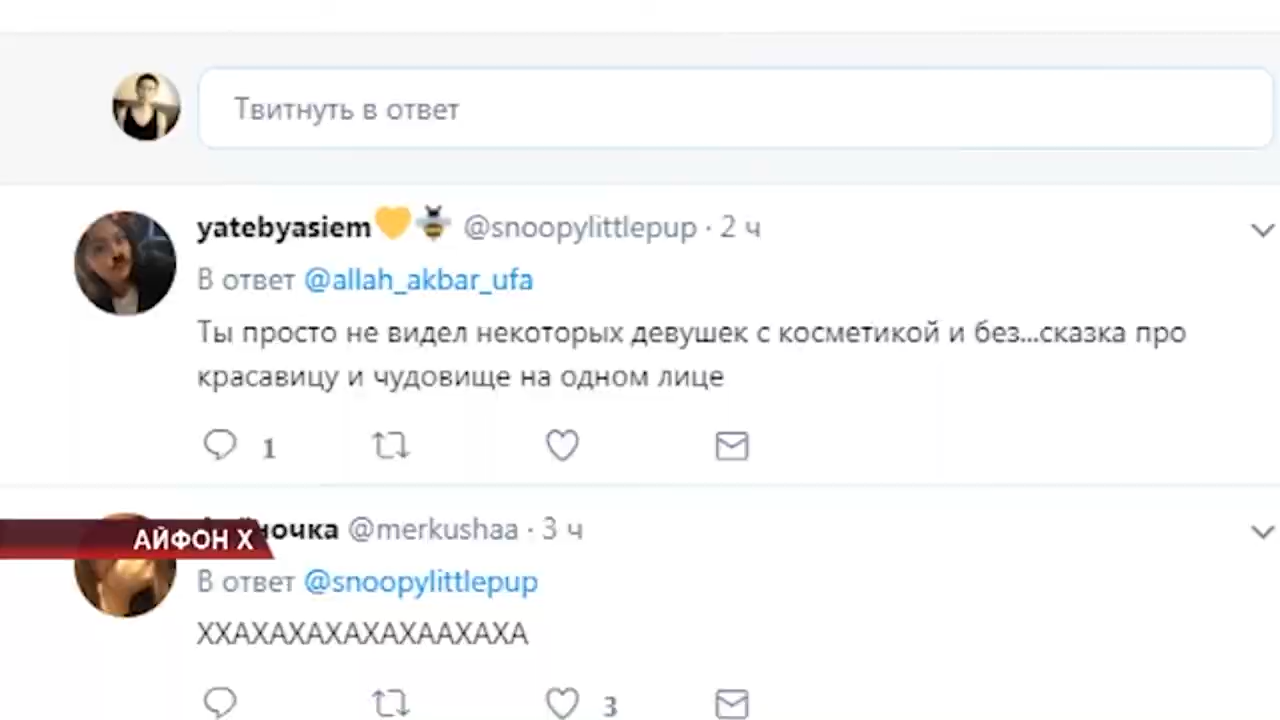 Твитнуть в ответ
yatebyasiem @snoopylittlepup · 2 ч
В ответ @allah_akbar_ufa
Ты просто не видел некоторых девушек с косметикой и без...сказка про
красавицу и чудовище на одном лице
1
@merkushaa · 3 ч
АЙФОН X
В ответ @snoopylittlepup
ХХАХАХАХАХАХААХАХА
3